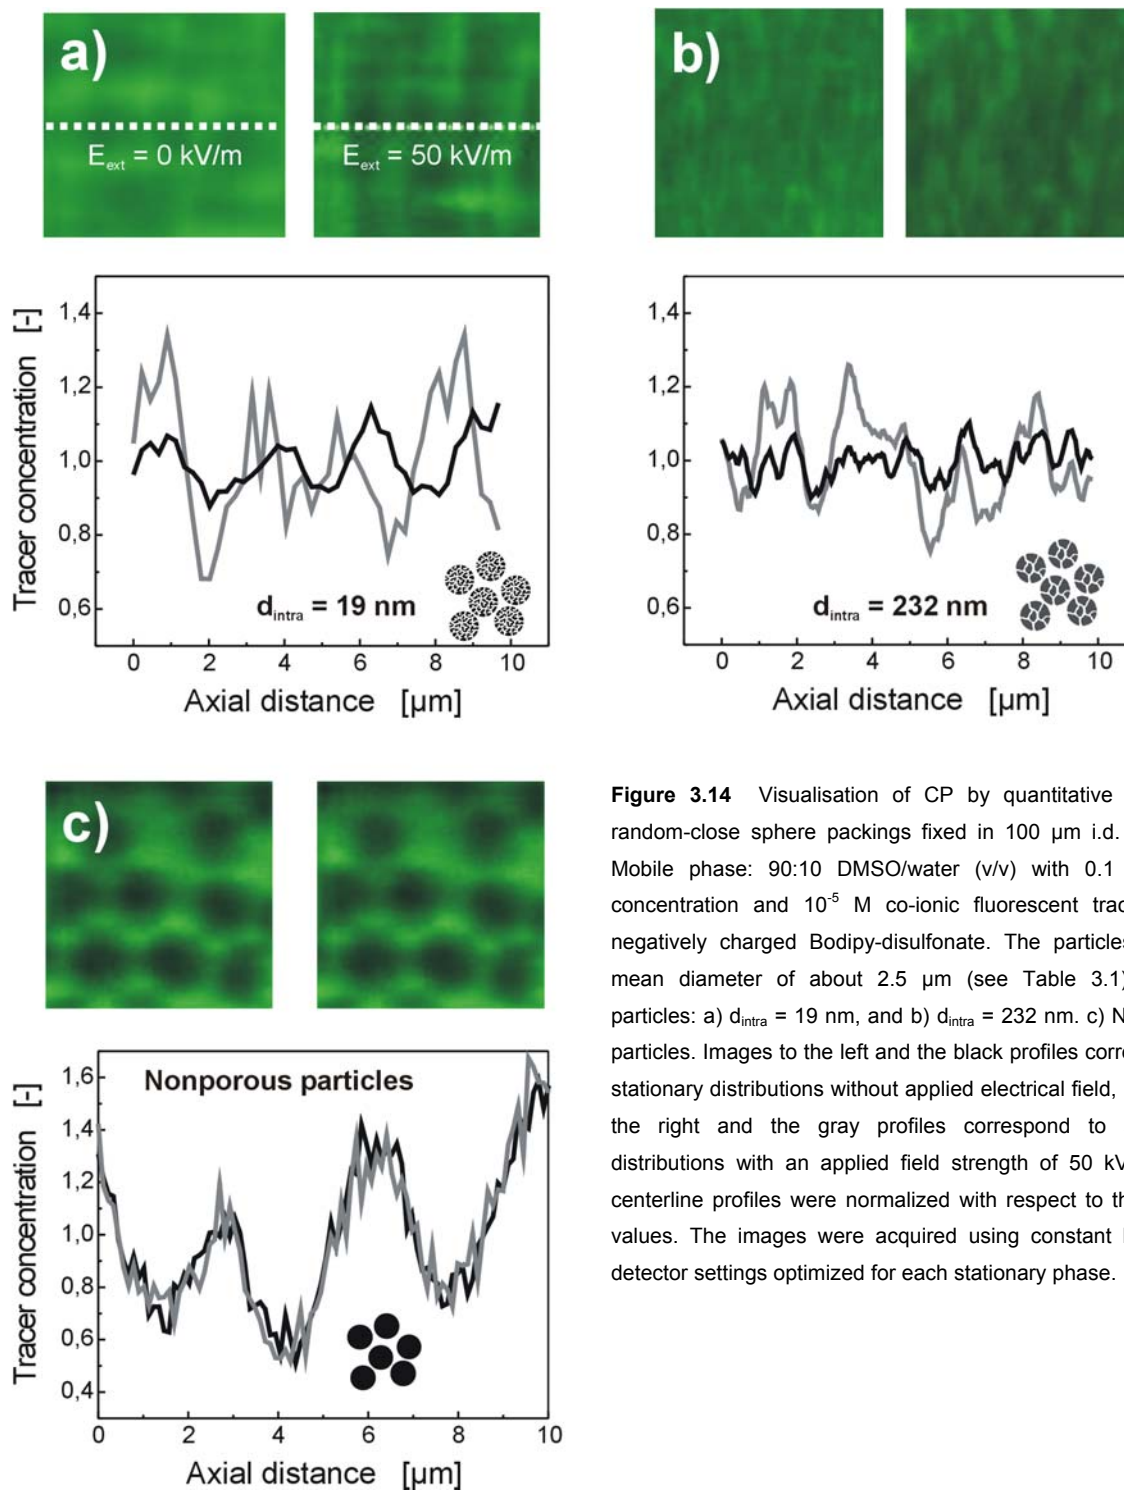 a)
E_ext = 0 kV/m
E_ext = 50 kV/m
b)
Tracer concentration [-]
1,4
1,2
1,0
0,8
0,6
d_intra = 19 nm
0 2 4 6 8 10
Axial distance [µm]
1,4
1,2
1,0
0,8
0,6
d_intra = 232 nm
0 2 4 6 8 10
Axial distance [µm]
c)
Tracer concentration [-]
1,6
1,4
1,2
1,0
0,8
0,6
0,4
Nonporous particles
0 2 4 6 8 10
Axial distance [µm]
Figure 3.14 Visualisation of CP by quantitative
random-close sphere packings fixed in 100 µm i.d.
Mobile phase: 90:10 DMSO/water (v/v) with 0.1
concentration and 10⁻⁵ M co-ionic fluorescent trac
negatively charged Bodipy-disulfonate. The particles
mean diameter of about 2.5 µm (see Table 3.1)
particles: a) d_intra = 19 nm, and b) d_intra = 232 nm. c) N
particles. Images to the left and the black profiles corre
stationary distributions without applied electrical field,
the right and the gray profiles correspond to
distributions with an applied field strength of 50 kV
centerline profiles were normalized with respect to th
values. The images were acquired using constant
detector settings optimized for each stationary phase.